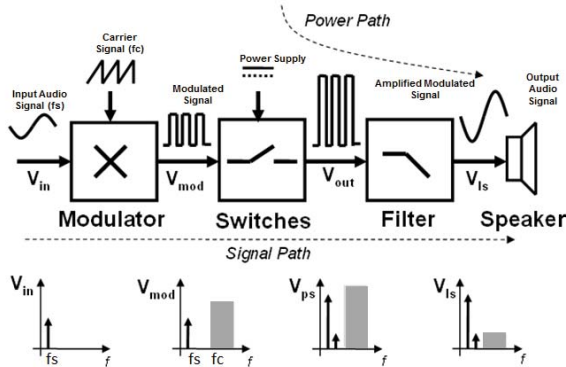 Power Path
Carrier
Signal (fc)
Power Supply
Input Audio
Signal (fs)
Modulated
Signal
Amplified Modulated
Signal
Output
Audio
Signal
Vin
Vmod
Vout
Vls
Modulator
Switches
Filter
Speaker
Signal Path
Vin
fs
f
Vmod
fs
fc
f
Vps
f
Vls
f